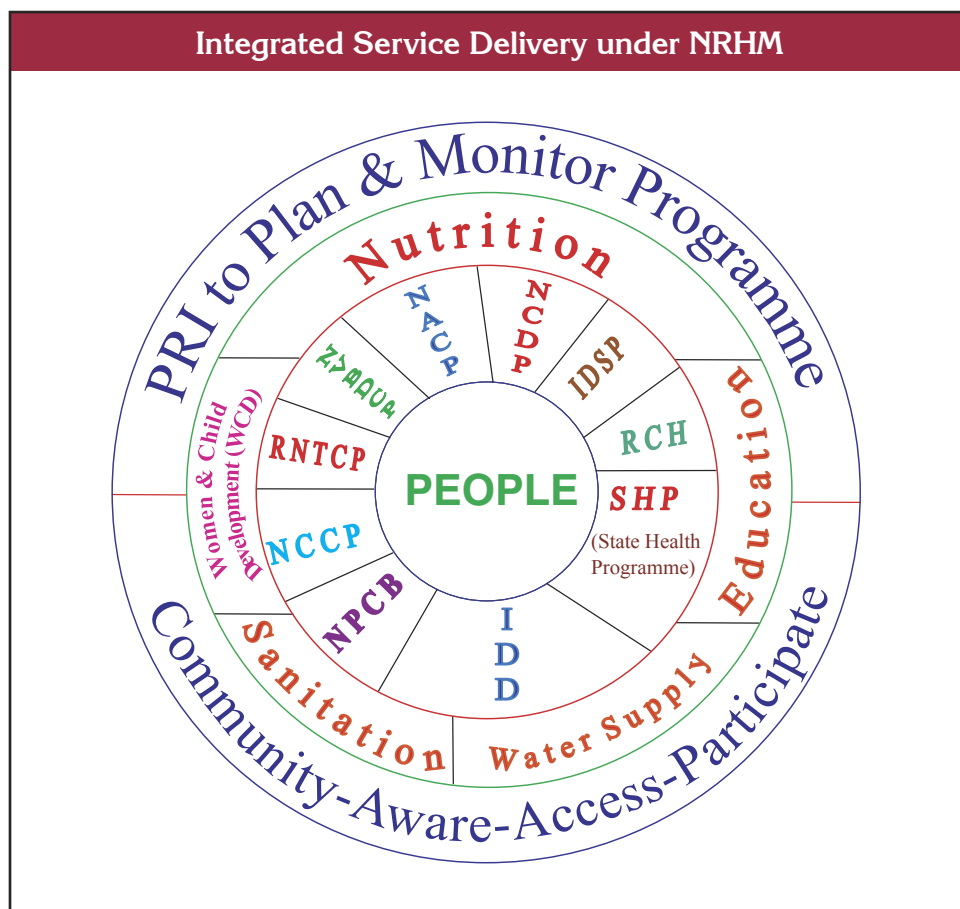 Integrated Service Delivery under NRHM
PRI to Plan & Monitor Programme
Nutrition
Education
Water Supply
Sanitation
Women & Child
Development (WCD)
NACP
NCDP
IDSP
RCH
SHP
(State Health
Programme)
IDD
NPCB
NCCP
RNTCP
NVBDCP
PEOPLE
Community-Aware-Access-Participate